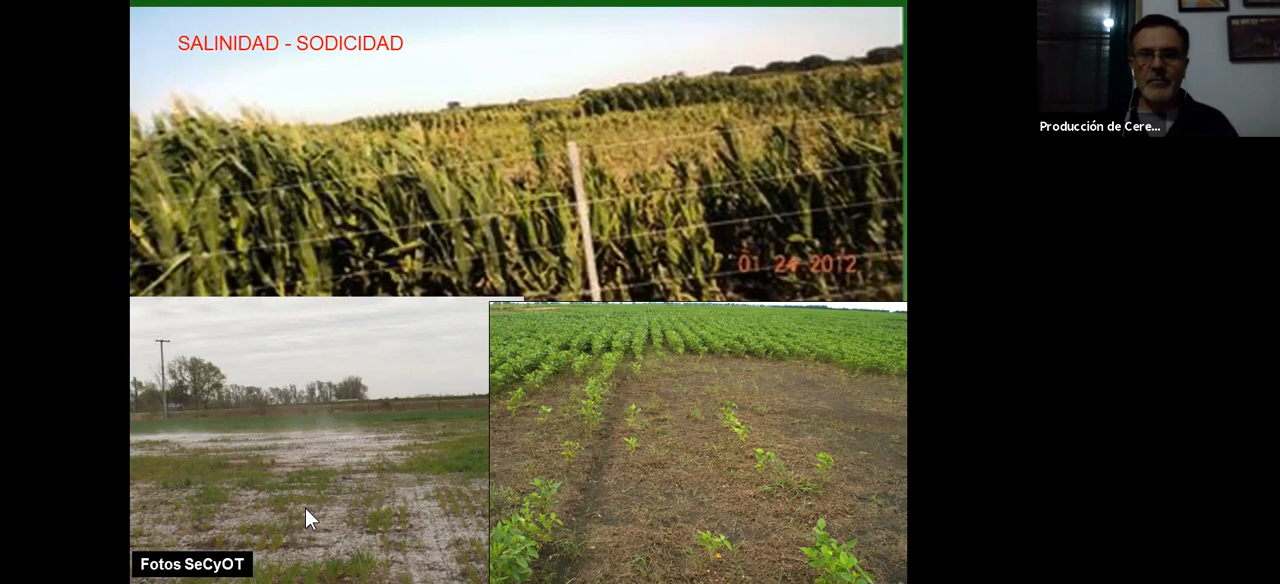 SALINIDAD - SODICIDAD
Producción de Cere...
01 24 2012
Fotos SeCyOT